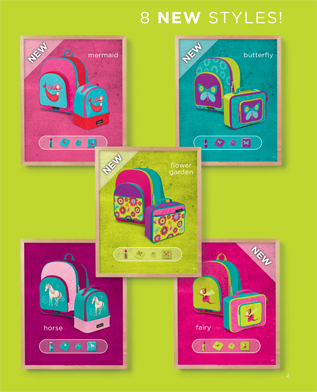 8 NEW STYLES!
NEW
mermaid
NEW
butterfly
NEW
flower
garden
horse
NEW
fairy